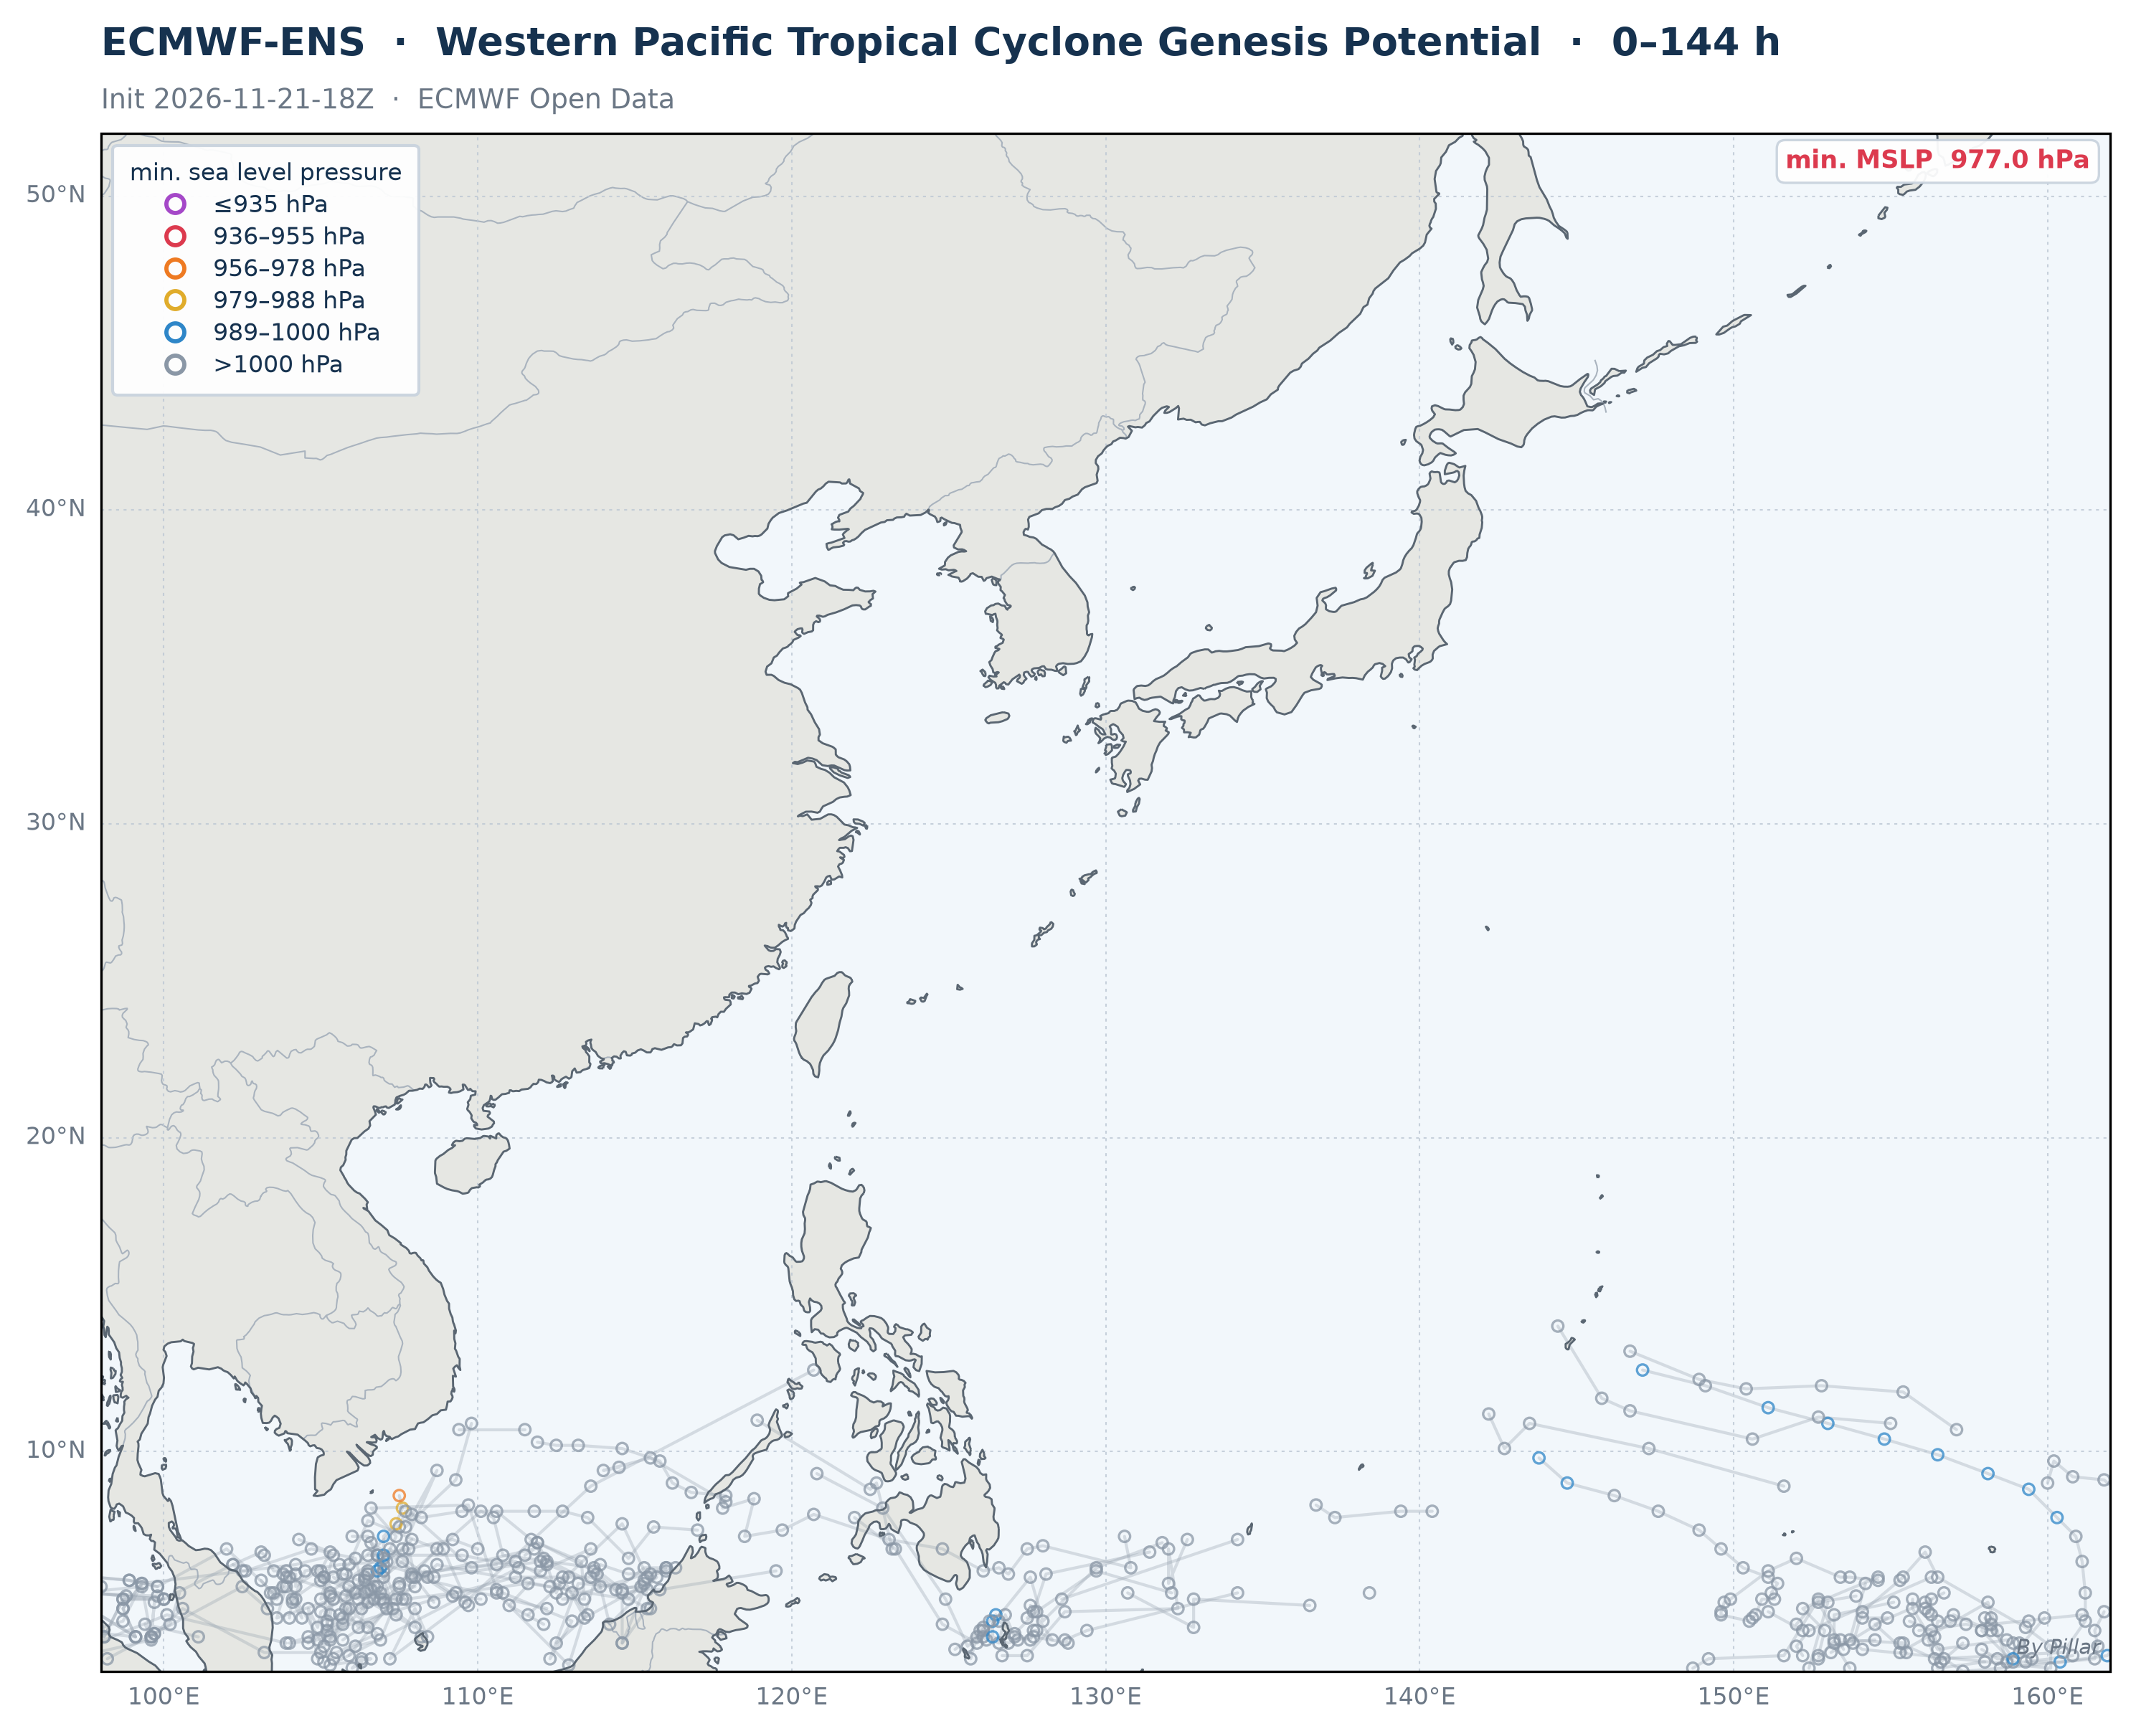 ECMWF-ENS · Western Pacific Tropical Cyclone Genesis Potential · 0–144 h
Init 2026-11-21-18Z · ECMWF Open Data
min. sea level pressure
≤935 hPa
936–955 hPa
956–978 hPa
979–988 hPa
989–1000 hPa
>1000 hPa
min. MSLP 977.0 hPa
50°N
40°N
30°N
20°N
10°N
By Pillar
100°E 110°E 120°E 130°E 140°E 150°E 160°E